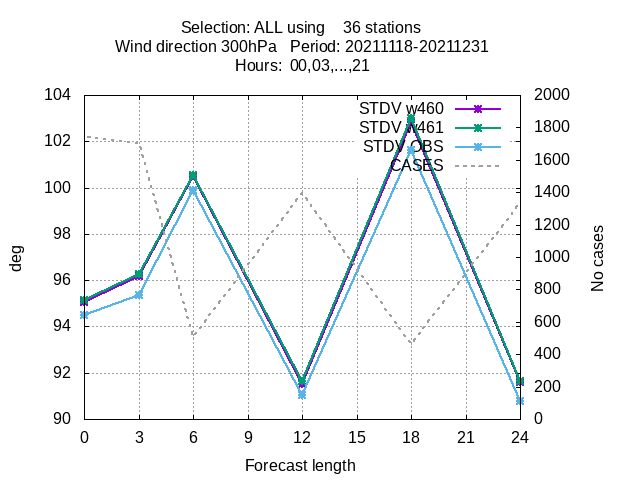 Selection: ALL using 36 stations
Wind direction 300hPa Period: 20211118-20211231
Hours: 00,03,...,21
STDV w460
STDV w461
STDV OBS
CASES
104
102
100
98
96
94
92
90
deg
2000
1800
1600
1400
1200
1000
800
600
400
200
0
No cases
0 3 6 9 12 15 18 21 24
Forecast length